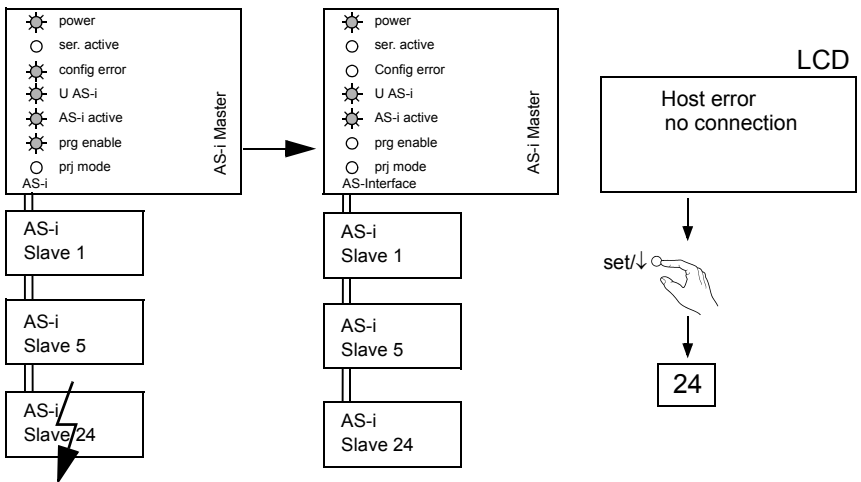 power
ser. active
config error
U AS-i
AS-i active
prg enable
prj mode
AS-i
AS-i Master
AS-i
Slave 1
AS-i
Slave 5
AS-i
Slave 24
power
ser. active
Config error
U AS-i
AS-i active
prg enable
prj mode
AS-Interface
AS-i Master
AS-i
Slave 1
AS-i
Slave 5
AS-i
Slave 24
LCD
Host error
no connection
set/↓
24